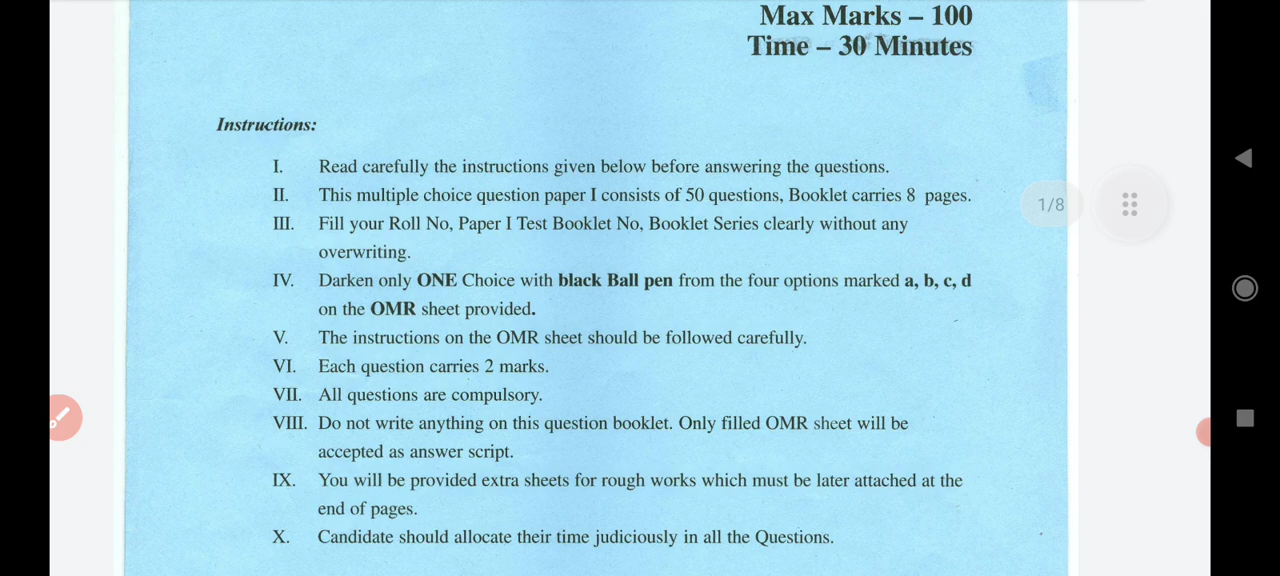 Max Marks – 100
Time – 30 Minutes
Instructions:
I. Read carefully the instructions given below before answering the questions.
II. This multiple choice question paper I consists of 50 questions, Booklet carries 8 pages.
III. Fill your Roll No, Paper I Test Booklet No, Booklet Series clearly without any
overwriting.
IV. Darken only ONE Choice with black Ball pen from the four options marked a, b, c, d
on the OMR sheet provided.
V. The instructions on the OMR sheet should be followed carefully.
VI. Each question carries 2 marks.
VII. All questions are compulsory.
VIII. Do not write anything on this question booklet. Only filled OMR sheet will be
accepted as answer script.
IX. You will be provided extra sheets for rough works which must be later attached at the
end of pages.
X. Candidate should allocate their time judiciously in all the Questions.
1/8